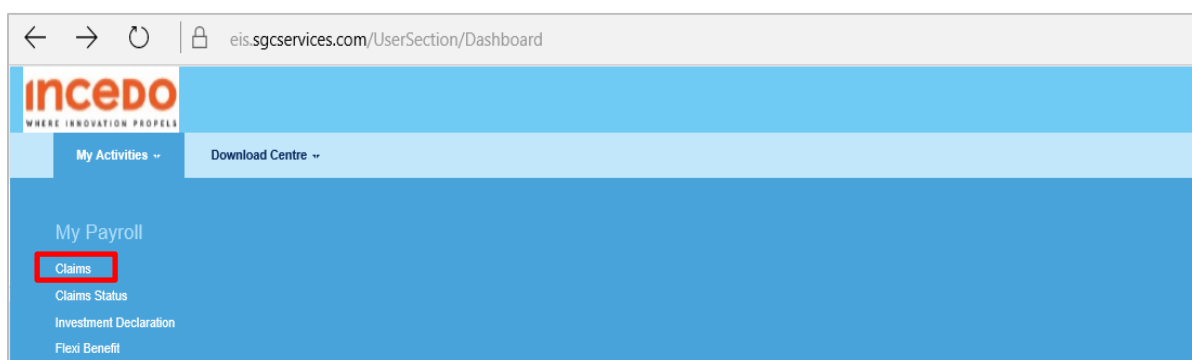 eis.sgcservices.com/UserSection/Dashboard
INCEDO
WHERE INNOVATION PROPELS
My Activities Download Centre
My Payroll
Claims
Claims Status
Investment Declaration
Flexi Benefit